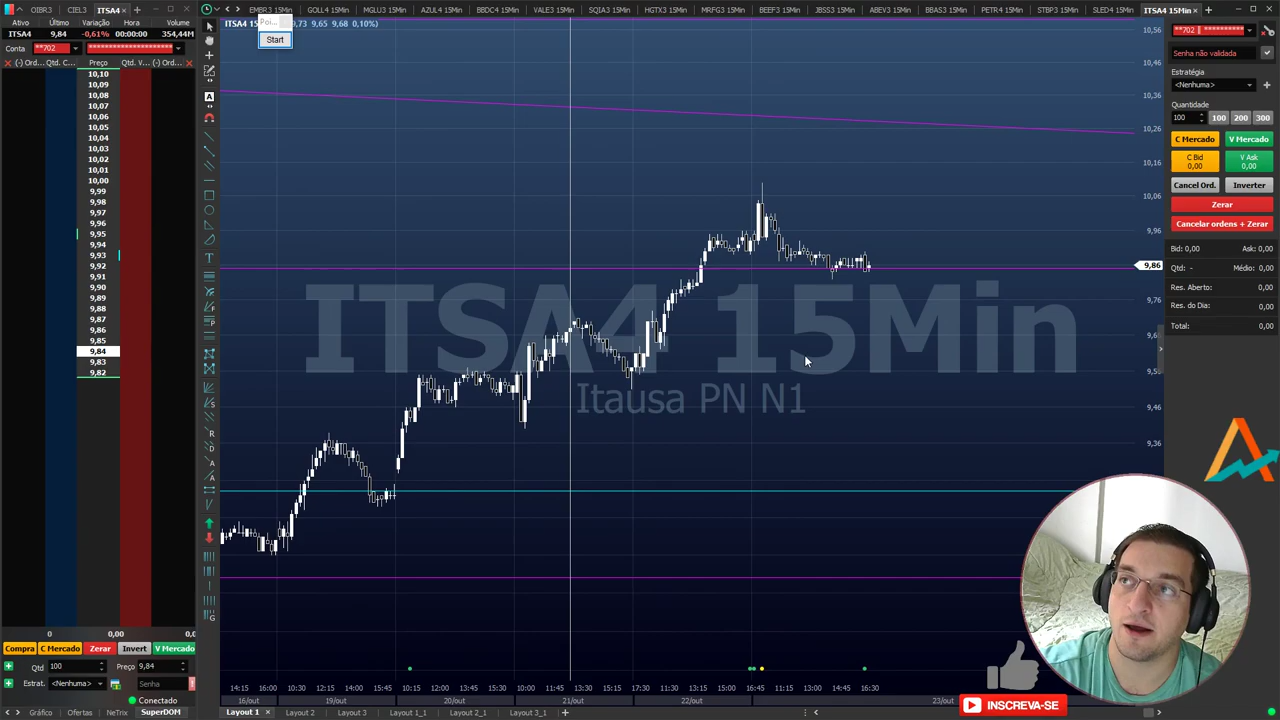 OIBR3 CIEL3 ITSA4
EMBR3 15Min GOLL4 15Min MGLU3 15Min AZUL4 15Min BBDC4 15Min VALE3 15Min SQIA3 15Min HGTX3 15Min MRFG3 15Min PETR4 15Min BEEF3 15Min JBSS3 15Min ABEV3 15Min RENT3 15Min STBP3 15Min SLED4 15Min ITSA4 15Min
Ativo Último Variação Horas Volume
ITSA4 9,84 -0,61% 00:00:00 354,44M
Conta **702
(-) Ord... Qtd. C... Preço Qtd. V... (-) Ord...
10,10
10,09
10,08
10,07
10,06
10,05
10,04
10,03
10,02
10,01
10,00
9,99
9,98
9,97
9,96
9,95
9,94
9,93
9,92
9,91
9,90
9,89
9,88
9,87
9,86
9,85
9,84
9,83
9,82
0 0,00
Compra C Mercado Zerar Invert V Mercado
Qtd 100 Preço 9,84
Estrat. <Nenhuma> Senha
Conectado
Gráfico Ofertas NeTrix SuperDOM
Poi...
Start
ITSA4 15 9,73 9,65 9,68 0,10%
ITSA4 15Min
Itausa PN N1
10,56
10,46
10,36
10,26
10,16
10,06
9,96
9,86
9,76
9,66
9,46
9,36
14:15 16:00 10:30 12:15 14:00 15:45 10:15 12:00 13:45 15:30 10:00 11:45 13:30 15:15 17:30 11:30 13:15 15:00 16:45 11:15 13:00 14:45 16:30
16/out 19/out 20/out 21/out 22/out 23/out
Layout 1 Layout 2 Layout 3 Layout 1_1 Layout 2_1 Layout 3_1
**702
Senha não validada
Estratégia
<Nenhuma>
Quantidade
100 100 200 300
C Mercado V Mercado
C Bid V Ask
0,00 0,00
Cancel Ord. Inverter
Zerar
Cancelar ordens + Zerar
Bid: 0,00 Ask: 0,00
Qtd: - Médio: 0,00
Res. Aberto: 0,00
Res. do Dia: 0,00
Total: 0,00
INSCREVA-SE